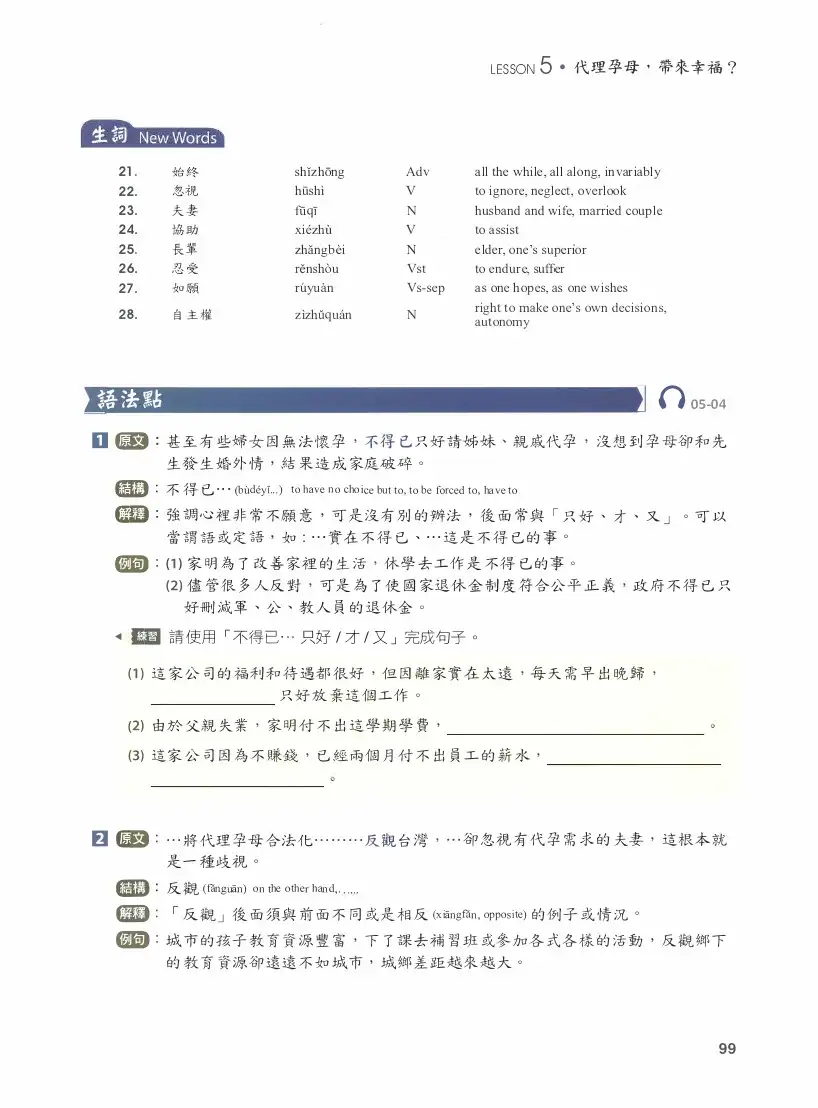 LESSON 5 • 代理孕母，帶來幸福？
生詞 New Words
21. 始終 shǐzhōng Adv all the while, all along, invariably
22. 忽視 hūshì V to ignore, neglect, overlook
23. 夫妻 fūqī N husband and wife, married couple
24. 協助 xiézhù V to assist
25. 長輩 zhǎngbèi N elder, one's superior
26. 忍受 rěnshòu Vst to endure, suffer
27. 如願 rúyuàn Vs-sep as one hopes, as one wishes
28. 自主權 zìzhǔquán N right to make one's own decisions, autonomy
語法點 05-04
1 原文：甚至有些婦女因無法懷孕，不得已只好請姊妹、親戚代孕，沒想到孕母卻和先
生發生婚外情，結果造成家庭破碎。
結構：不得已… (bùdéyǐ...) to have no choice but to, to be forced to, have to
解釋：強調心裡非常不願意，可是沒有別的辦法，後面常與「只好、才、又」。可以
當謂語或定語，如：…實在不得已、…這是不得已的事。
例句：(1) 家明為了改善家裡的生活，休學去工作是不得已的事。
(2) 儘管很多人反對，可是為了使國家退休金制度符合公平正義，政府不得已只
好刪減軍、公、教人員的退休金。
練習 請使用「不得已… 只好 / 才 / 又」完成句子。
(1) 這家公司的福利和待遇都很好，但因離家實在太遠，每天需早出晚歸，
只好放棄這個工作。
(2) 由於父親失業，家明付不出這學期學費，。
(3) 這家公司因為不賺錢，已經兩個月付不出員工的薪水，
。
2 原文：…將代理孕母合法化………反觀台灣，…卻忽視有代孕需求的夫妻，這根本就
是一種歧視。
結構：反觀 (fǎnguān) on the other hand,……
解釋：「反觀」後面須與前面不同或是相反 (xiāngfǎn, opposite) 的例子或情況。
例句：城市的孩子教育資源豐富，下了課去補習班或參加各式各樣的活動，反觀鄉下
的教育資源卻遠遠不如城市，城鄉差距越來越大。
99